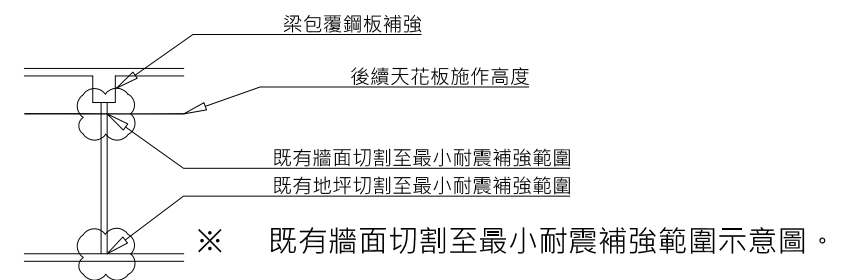 梁包覆鋼板補強
後續天花板施作高度
既有牆面切割至最小耐震補強範圍
既有地坪切割至最小耐震補強範圍
※ 既有牆面切割至最小耐震補強範圍示意圖。